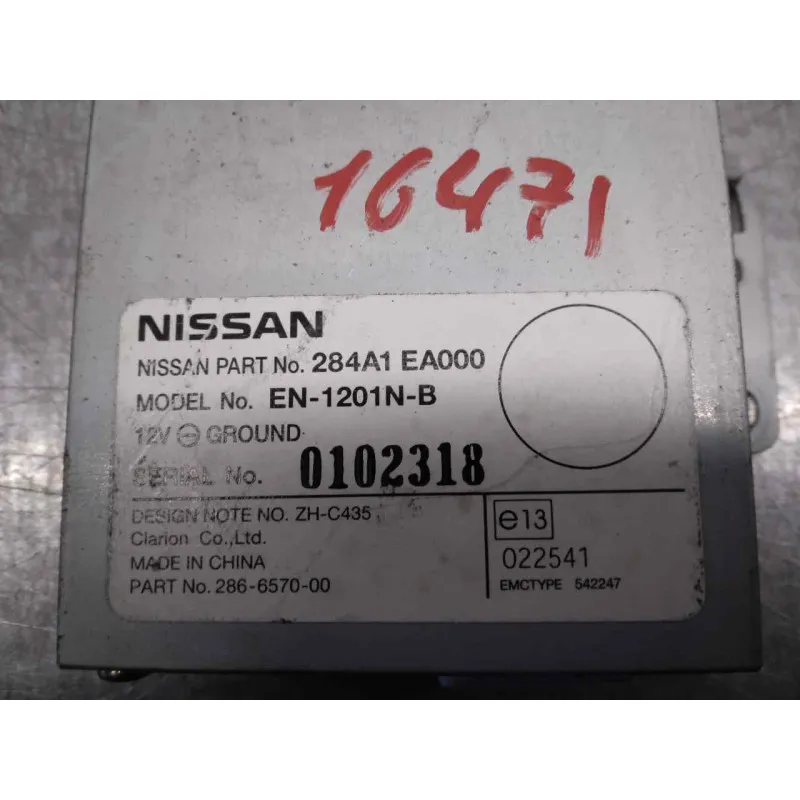 16471
NISSAN
NISSAN PART No. 284A1 EA000
MODEL No. EN-1201N-B
12V ⊖ GROUND
SERIAL No. 0102318
DESIGN NOTE NO. ZH-C435
Clarion Co.,Ltd.
MADE IN CHINA
PART No. 286-6570-00
e13
022541
EMCTYPE 542247